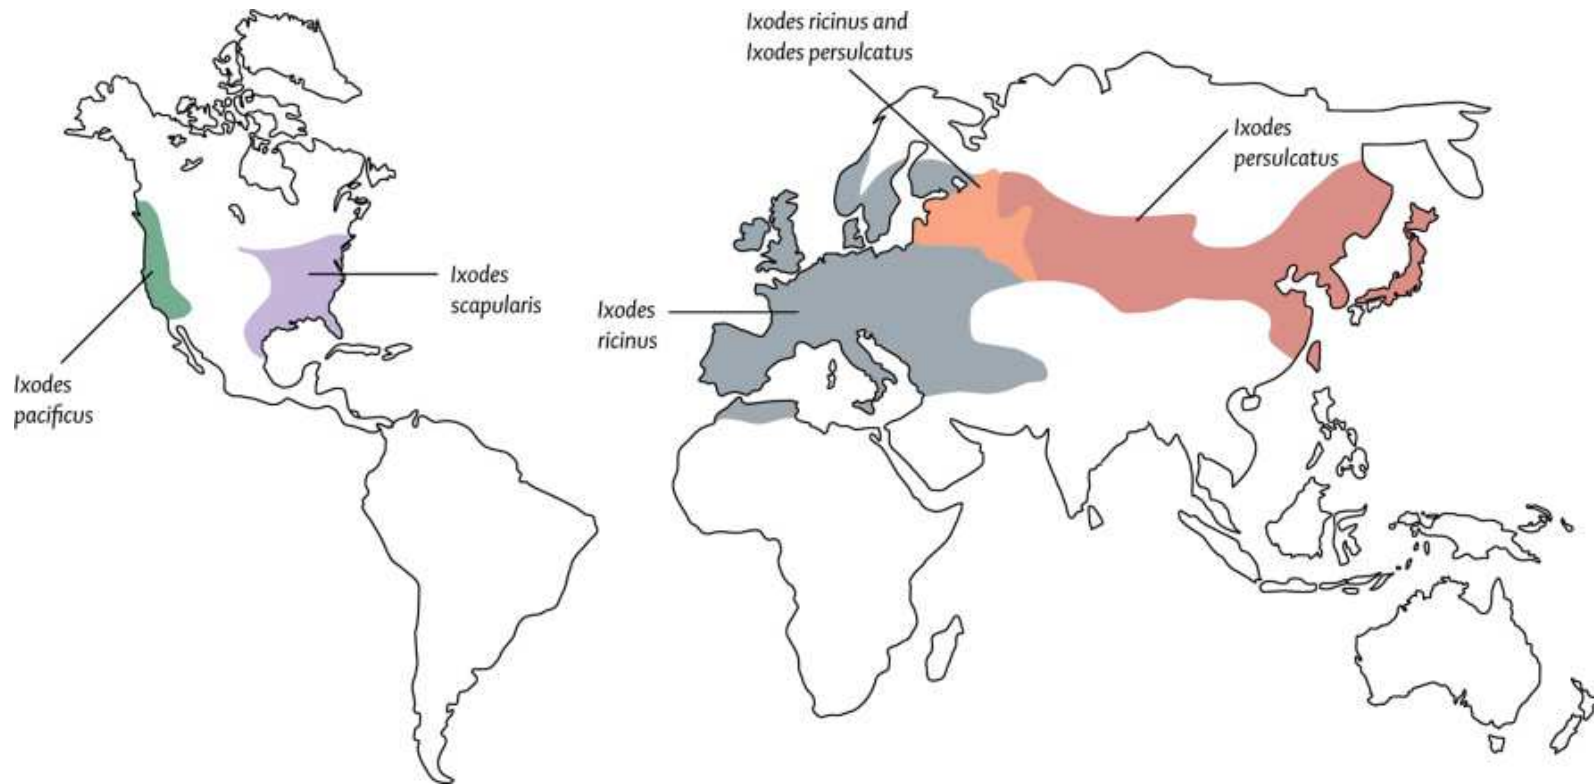 Ixodes ricinus and
Ixodes persulcatus
Ixodes
persulcatus
Ixodes
scapularis
Ixodes
ricinus
Ixodes
pacificus